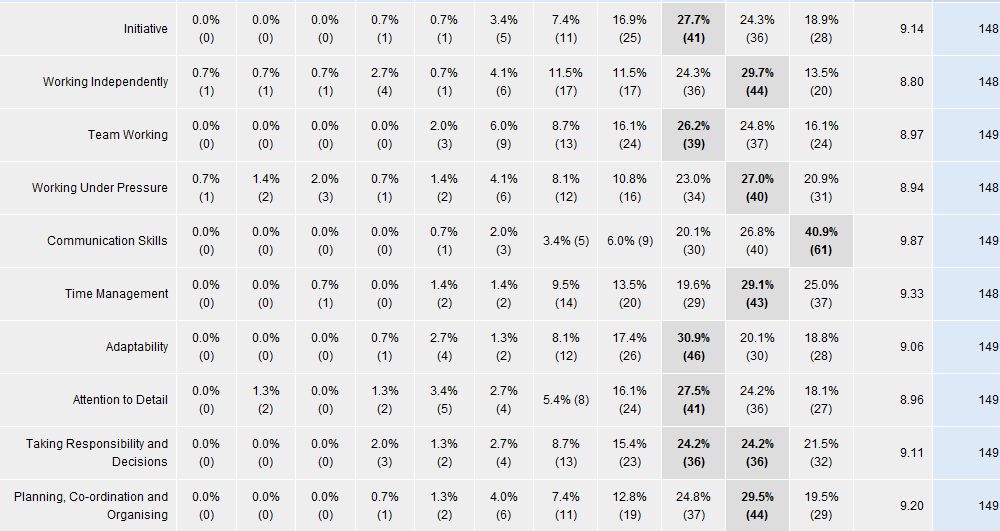 Initiative 0.0% (0) 0.0% (0) 0.0% (0) 0.7% (1) 0.7% (1) 3.4% (5) 7.4% (11) 16.9% (25) 27.7% (41) 24.3% (36) 18.9% (28) 9.14 148
Working Independently 0.7% (1) 0.7% (1) 0.7% (1) 2.7% (4) 0.7% (1) 4.1% (6) 11.5% (17) 11.5% (17) 24.3% (36) 29.7% (44) 13.5% (20) 8.80 148
Team Working 0.0% (0) 0.0% (0) 0.0% (0) 0.0% (0) 2.0% (3) 6.0% (9) 8.7% (13) 16.1% (24) 26.2% (39) 24.8% (37) 16.1% (24) 8.97 149
Working Under Pressure 0.7% (1) 1.4% (2) 2.0% (3) 0.7% (1) 1.4% (2) 4.1% (6) 8.1% (12) 10.8% (16) 23.0% (34) 27.0% (40) 20.9% (31) 8.94 148
Communication Skills 0.0% (0) 0.0% (0) 0.0% (0) 0.0% (0) 0.7% (1) 2.0% (3) 3.4% (5) 6.0% (9) 20.1% (30) 26.8% (40) 40.9% (61) 9.87 149
Time Management 0.0% (0) 0.0% (0) 0.7% (1) 0.0% (0) 1.4% (2) 1.4% (2) 9.5% (14) 13.5% (20) 19.6% (29) 29.1% (43) 25.0% (37) 9.33 148
Adaptability 0.0% (0) 0.0% (0) 0.0% (0) 0.7% (1) 2.7% (4) 1.3% (2) 8.1% (12) 17.4% (26) 30.9% (46) 20.1% (30) 18.8% (28) 9.06 149
Attention to Detail 0.0% (0) 1.3% (2) 0.0% (0) 1.3% (2) 3.4% (5) 2.7% (4) 5.4% (8) 16.1% (24) 27.5% (41) 24.2% (36) 18.1% (27) 8.96 149
Taking Responsibility and Decisions 0.0% (0) 0.0% (0) 0.0% (0) 2.0% (3) 1.3% (2) 2.7% (4) 8.7% (13) 15.4% (23) 24.2% (36) 24.2% (36) 21.5% (32) 9.11 149
Planning, Co-ordination and Organising 0.0% (0) 0.0% (0) 0.0% (0) 0.7% (1) 1.3% (2) 4.0% (6) 7.4% (11) 12.8% (19) 24.8% (37) 29.5% (44) 19.5% (29) 9.20 149